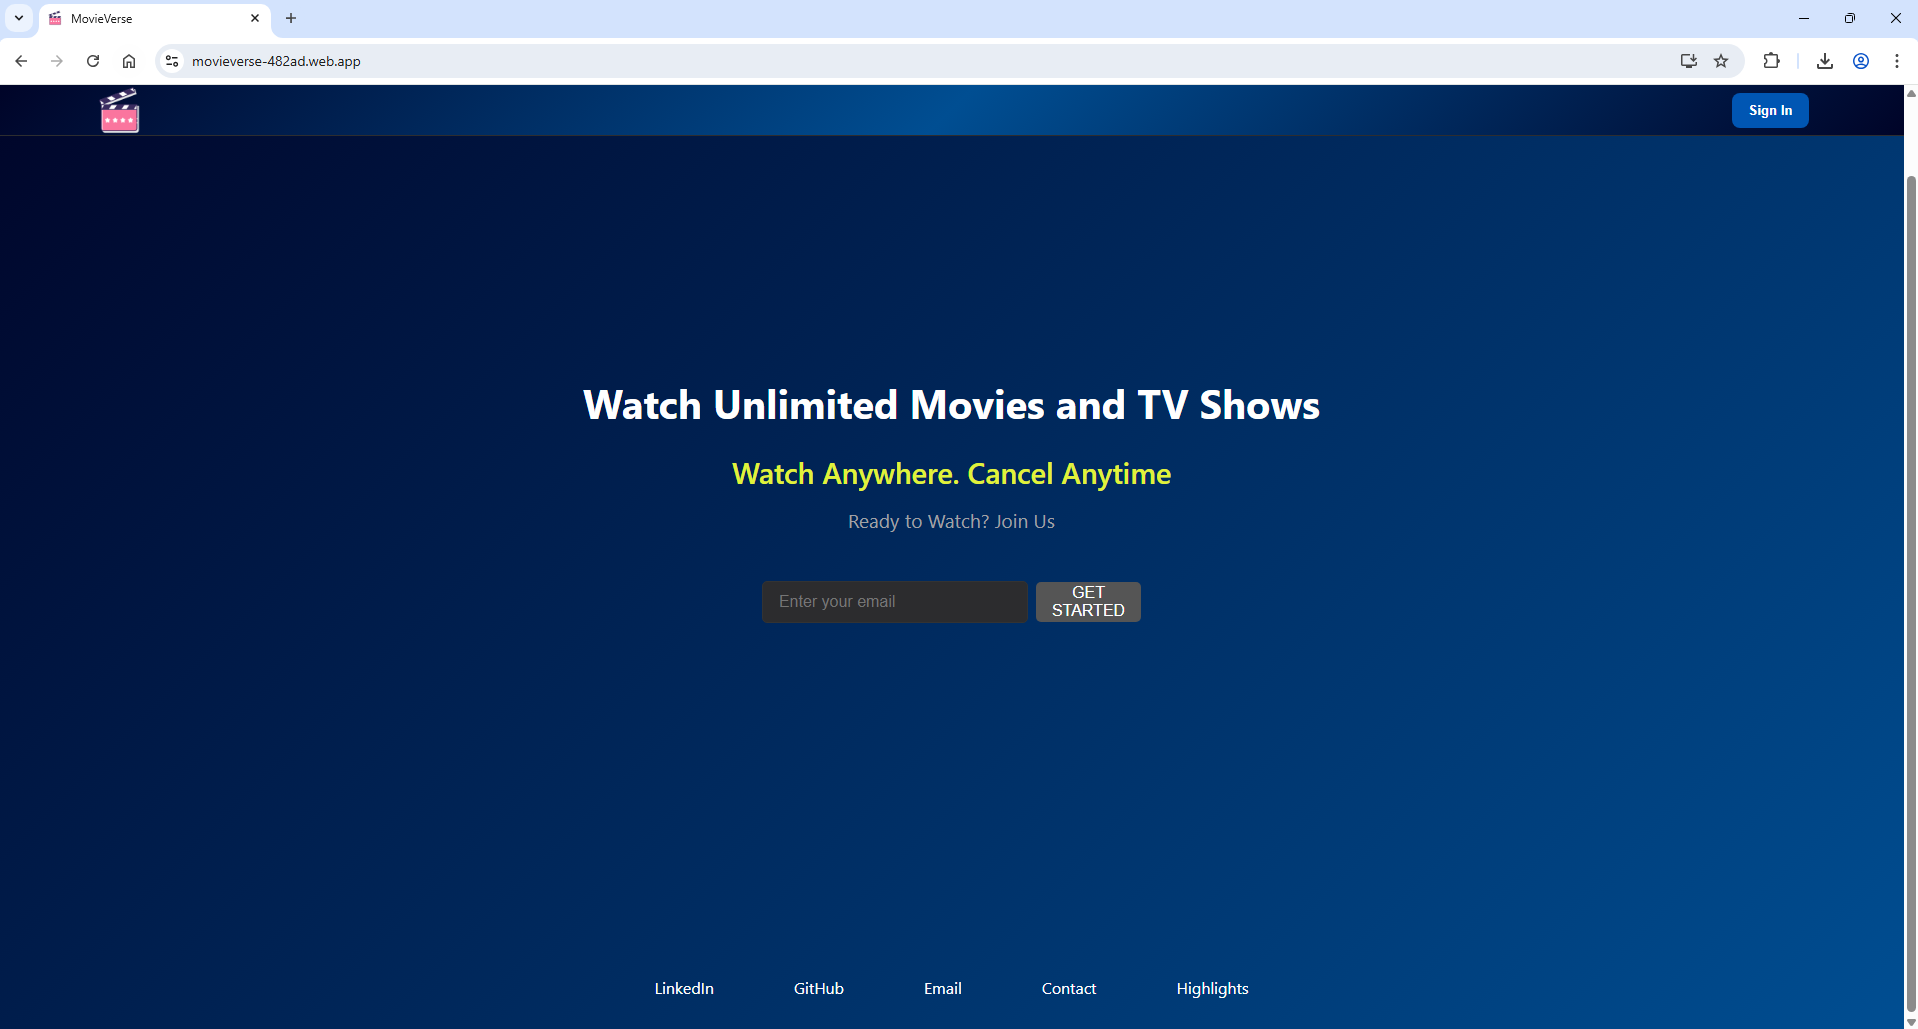 MovieVerse
movieverse-482ad.web.app
Sign In
Watch Unlimited Movies and TV Shows
Watch Anywhere. Cancel Anytime
Ready to Watch? Join Us
Enter your email
GET
STARTED
LinkedIn GitHub Email Contact Highlights